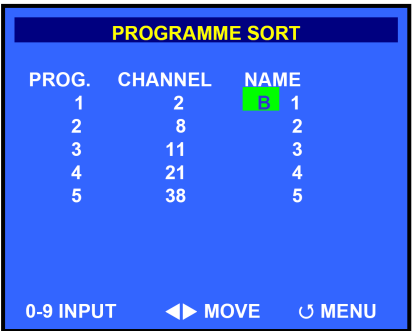 PROGRAMME SORT
PROG. CHANNEL NAME
1 2 B 1
2 8 2
3 11 3
4 21 4
5 38 5
0-9 INPUT ◀▶ MOVE ↺ MENU